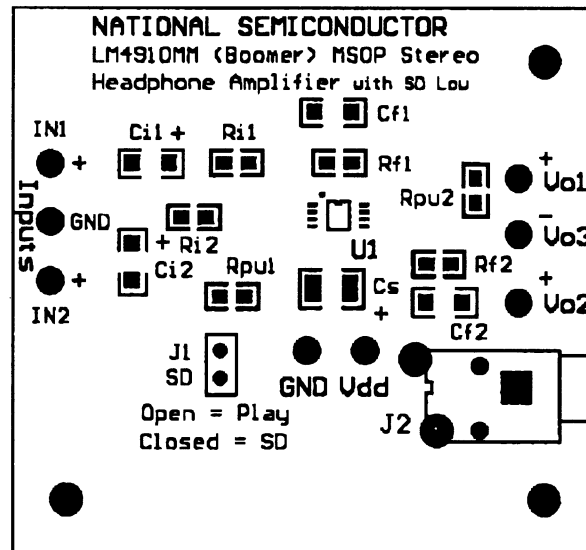 NATIONAL SEMICONDUCTOR
LM4910MM (Boomer) MSOP Stereo
Headphone Amplifier with SD Low
Cf1
IN1
Ci1 +
Ri1
+
Rf1
+
Vo1
Rpu2
Inputs
GND
Ri2
U1
-
Vo3
+
Ci2
Rpu1
Rf2
+
IN2
Cs
+
+
Vo2
Cf2
J1
SD
GND Vdd
Open = Play
Closed = SD
J2